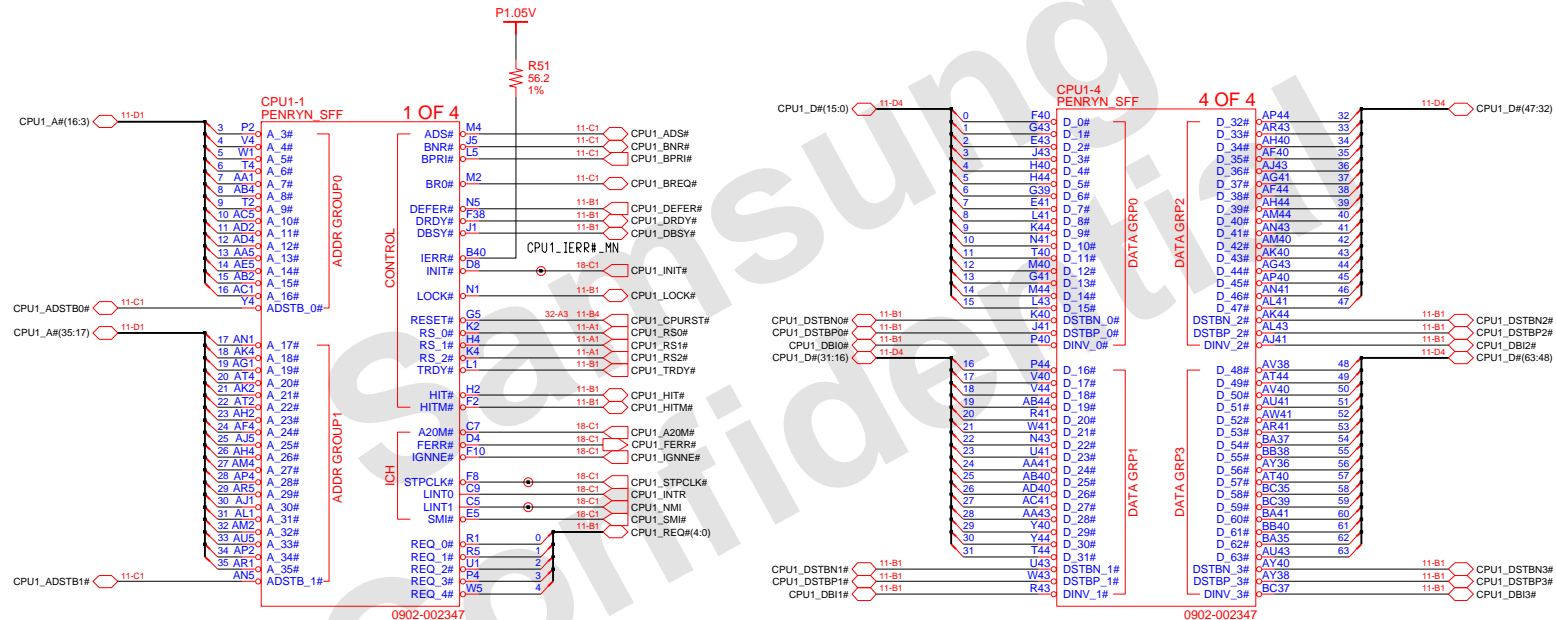 P1.05V
R51
56.2
1%
CPU1-1
PENRYN_SFF
1 OF 4
CPU1_A#(16:3) 11-D1
3 P2 A_3#
4 V4 A_4#
5 W1 A_5#
6 T4 A_6#
7 AA1 A_7#
8 AB4 A_8#
9 T2 A_9#
10 AC5 A_10#
11 AD2 A_11#
12 AD4 A_12#
13 AA5 A_13#
14 AE5 A_14#
15 AB2 A_15#
16 AC1 A_16#
CPU1_ADSTB0# 11-C1 Y4 ADSTB_0#
ADDR GROUP0
CPU1_A#(35:17) 11-D1
17 AN1 A_17#
18 AK4 A_18#
19 AG1 A_19#
20 AT4 A_20#
21 AK2 A_21#
22 AT2 A_22#
23 AH2 A_23#
24 AF4 A_24#
25 AJ5 A_25#
26 AH4 A_26#
27 AM4 A_27#
28 AP4 A_28#
29 AR5 A_29#
30 AJ1 A_30#
31 AL1 A_31#
32 AM2 A_32#
33 AU5 A_33#
34 AP2 A_34#
35 AR1 A_35#
CPU1_ADSTB1# 11-C1 AN5 ADSTB_1#
ADDR GROUP1
CONTROL
ADS# M4 11-C1 CPU1_ADS#
BNR# J5 11-C1 CPU1_BNR#
BPRI# L5 11-C1 CPU1_BPRI#
BR0# M2 11-C1 CPU1_BREQ#
DEFER# N5 11-B1 CPU1_DEFER#
DRDY# F38 11-B1 CPU1_DRDY#
DBSY# J1 11-B1 CPU1_DBSY#
CPU1_IERR#_MN
IERR# B40
INIT# D8 18-C1 CPU1_INIT#
LOCK# N1 11-B1 CPU1_LOCK#
RESET# G5 32-A3 11-B4 CPU1_CPURST#
RS_0# K2 11-A1 CPU1_RS0#
RS_1# H4 11-A1 CPU1_RS1#
RS_2# K4 11-A1 CPU1_RS2#
TRDY# L1 11-B1 CPU1_TRDY#
HIT# H2 11-B1 CPU1_HIT#
HITM# F2 11-B1 CPU1_HITM#
ICH
A20M# C7 18-C1 CPU1_A20M#
FERR# D4 18-C1 CPU1_FERR#
IGNNE# F10 18-C1 CPU1_IGNNE#
STPCLK# F8 18-C1 CPU1_STPCLK#
LINT0 C9 18-C1 CPU1_INTR
LINT1 C5 18-C1 CPU1_NMI
SMI# E5 18-C1 CPU1_SMI#
11-B1 CPU1_REQ#(4:0)
REQ_0# R1 0
REQ_1# R5 1
REQ_2# U1 2
REQ_3# P4 3
REQ_4# W5 4
0902-002347
CPU1-4
PENRYN_SFF
4 OF 4
CPU1_D#(15:0) 11-D4
0 F40 D_0#
1 G43 D_1#
2 E43 D_2#
3 J43 D_3#
4 H40 D_4#
5 H44 D_5#
6 G39 D_6#
7 E41 D_7#
8 L41 D_8#
9 K44 D_9#
10 N41 D_10#
11 T40 D_11#
12 M40 D_12#
13 G41 D_13#
14 M44 D_14#
15 L43 D_15#
CPU1_DSTBN0# 11-B1 K40 DSTBN_0#
CPU1_DSTBP0# 11-B1 J41 DSTBP_0#
CPU1_DBI0# 11-B1 P40 DINV_0#
DATA GRP0
CPU1_D#(31:16) 11-D4
16 P44 D_16#
17 V40 D_17#
18 V44 D_18#
19 AB44 D_19#
20 R41 D_20#
21 W41 D_21#
22 N43 D_22#
23 U41 D_23#
24 AA41 D_24#
25 AB40 D_25#
26 AD40 D_26#
27 AC41 D_27#
28 AA43 D_28#
29 Y40 D_29#
30 Y44 D_30#
31 T44 D_31#
CPU1_DSTBN1# 11-B1 U43 DSTBN_1#
CPU1_DSTBP1# 11-B1 W43 DSTBP_1#
CPU1_DBI1# 11-B1 R43 DINV_1#
DATA GRP1
DATA GRP2
11-D4 CPU1_D#(47:32)
D_32# AP44 32
D_33# AR43 33
D_34# AH40 34
D_35# AF40 35
D_36# AJ43 36
D_37# AG41 37
D_38# AF44 38
D_39# AH44 39
D_40# AM44 40
D_41# AN43 41
D_42# AM40 42
D_43# AK40 43
D_44# AG43 44
D_45# AP40 45
D_46# AN41 46
D_47# AL41 47
DSTBN_2# AK44 11-B1 CPU1_DSTBN2#
DSTBP_2# AL43 11-B1 CPU1_DSTBP2#
DINV_2# AJ41 11-B1 CPU1_DBI2#
DATA GRP3
11-D4 CPU1_D#(63:48)
D_48# AV38 48
D_49# AT44 49
D_50# AV40 50
D_51# AU41 51
D_52# AW41 52
D_53# AR41 53
D_54# BA37 54
D_55# BB38 55
D_56# AY36 56
D_57# AT40 57
D_58# BC35 58
D_59# BC39 59
D_60# BA41 60
D_61# BB40 61
D_62# BA35 62
D_63# AU43 63
DSTBN_3# AY40 11-B1 CPU1_DSTBN3#
DSTBP_3# AY38 11-B1 CPU1_DSTBP3#
DINV_3# BC37 11-B1 CPU1_DBI3#
0902-002347
Samsung
Confidential